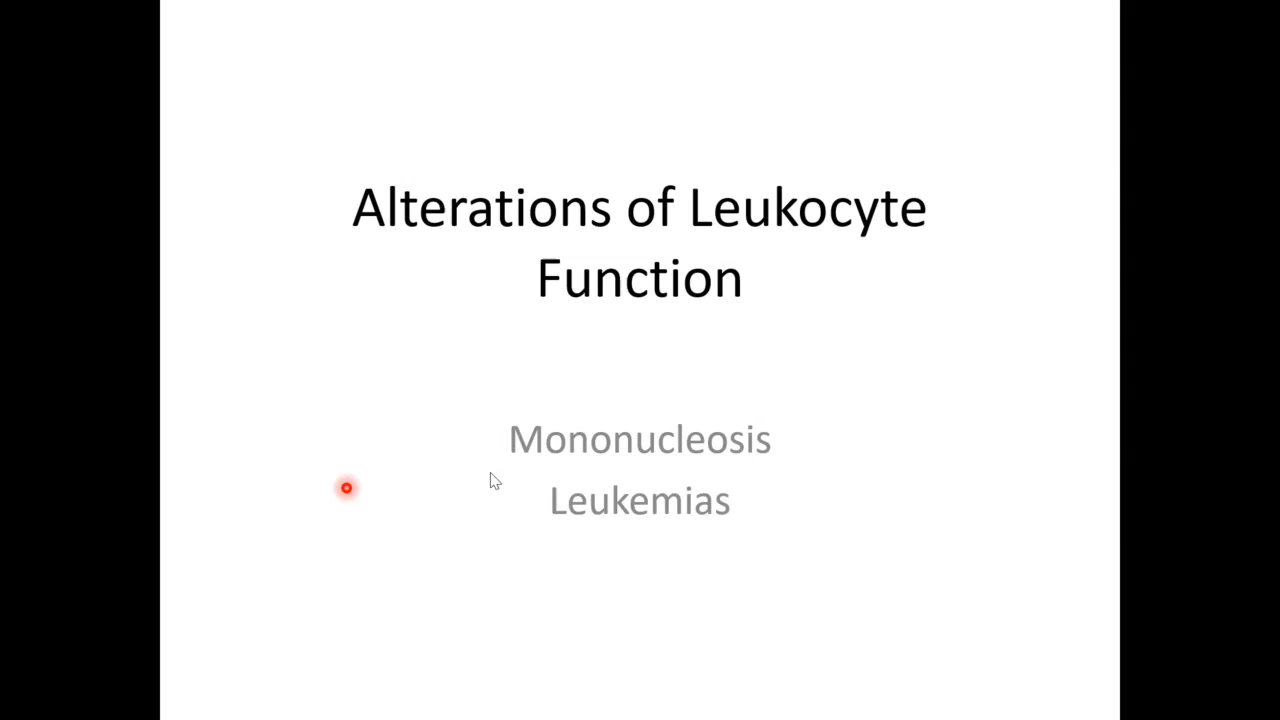 Alterations of Leukocyte
Function
Mononucleosis
Leukemias